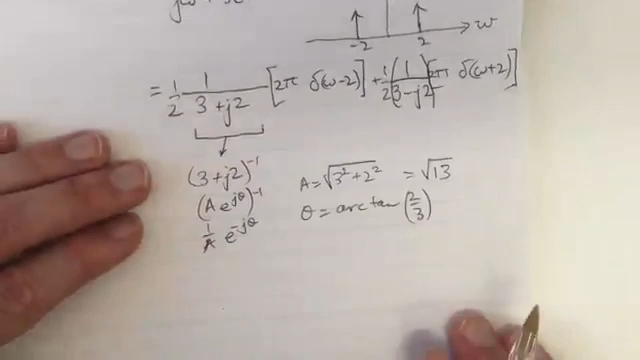 -2 2 w
= 1/2 1/(3+j2) [2π δ(ω-2)] + 1/2 (1/(3-j2)) [2π δ(ω+2)]
(3+j2)⁻¹ A = √(3²+2²) = √13
(A e^{jθ})⁻¹ θ = arctan (2/3)
1/A e^{-jθ}